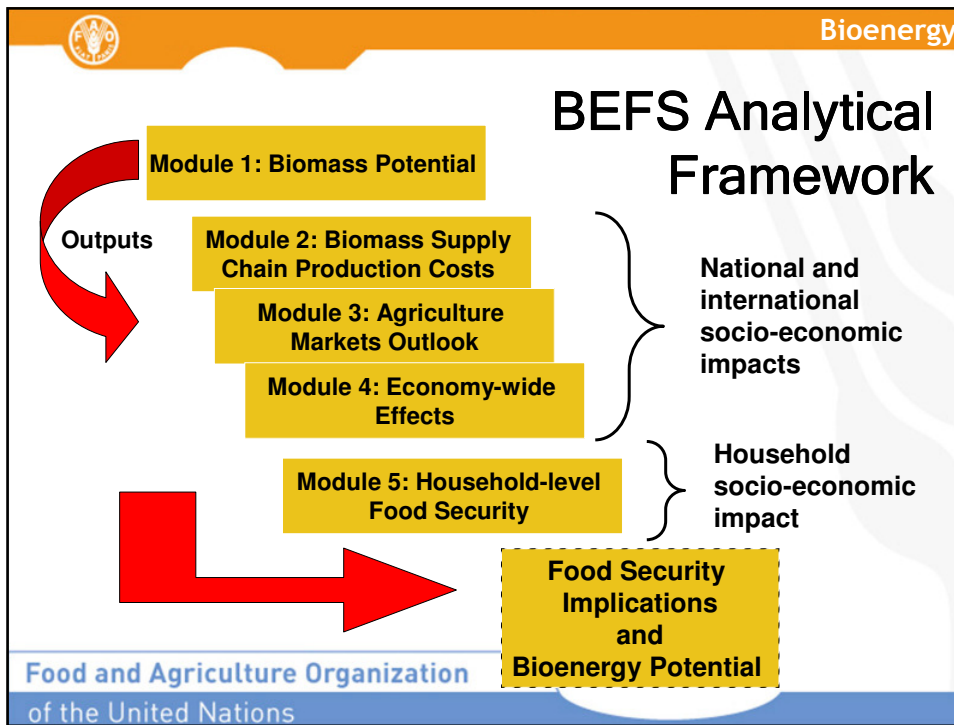 Bioenergy
BEFS Analytical
Framework
Module 1: Biomass Potential
Outputs
Module 2: Biomass Supply
Chain Production Costs
Module 3: Agriculture
Markets Outlook
Module 4: Economy-wide
Effects
National and
international
socio-economic
impacts
Module 5: Household-level
Food Security
Household
socio-economic
impact
Food Security
Implications
and
Bioenergy Potential
Food and Agriculture Organization
of the United Nations